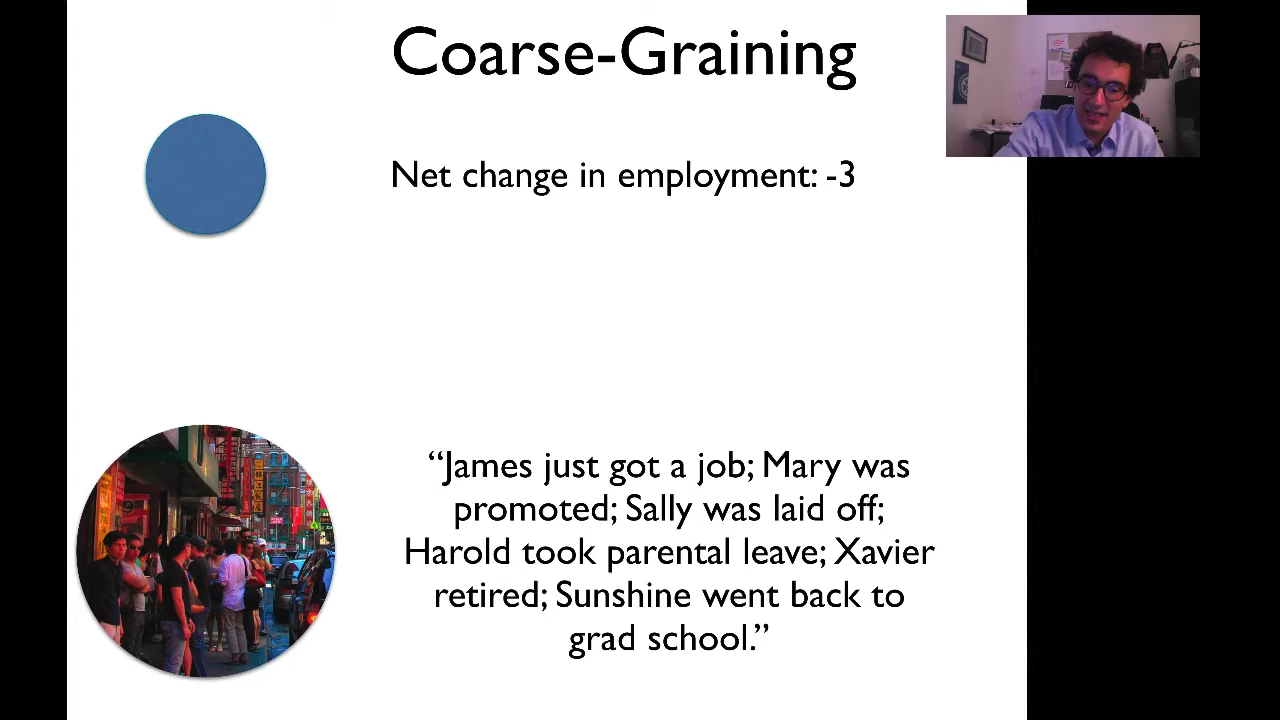 Coarse-Graining
Net change in employment: -3
“James just got a job; Mary was
promoted; Sally was laid off;
Harold took parental leave; Xavier
retired; Sunshine went back to
grad school.”